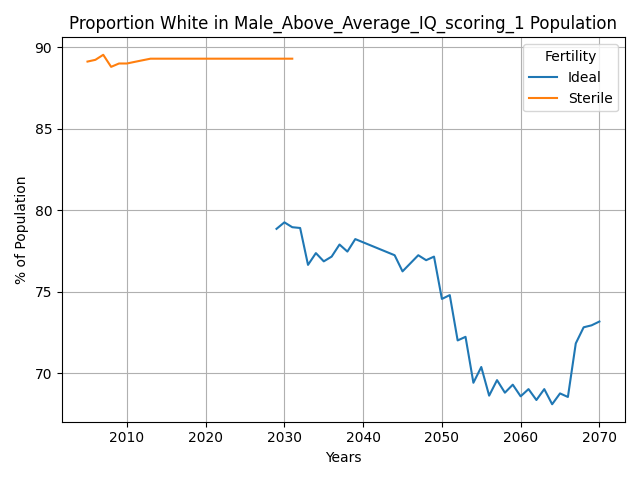 Proportion White in Male_Above_Average_IQ_scoring_1 Population
90
85
80
75
70
% of Population
Fertility
Ideal
Sterile
2010 2020 2030 2040 2050 2060 2070
Years